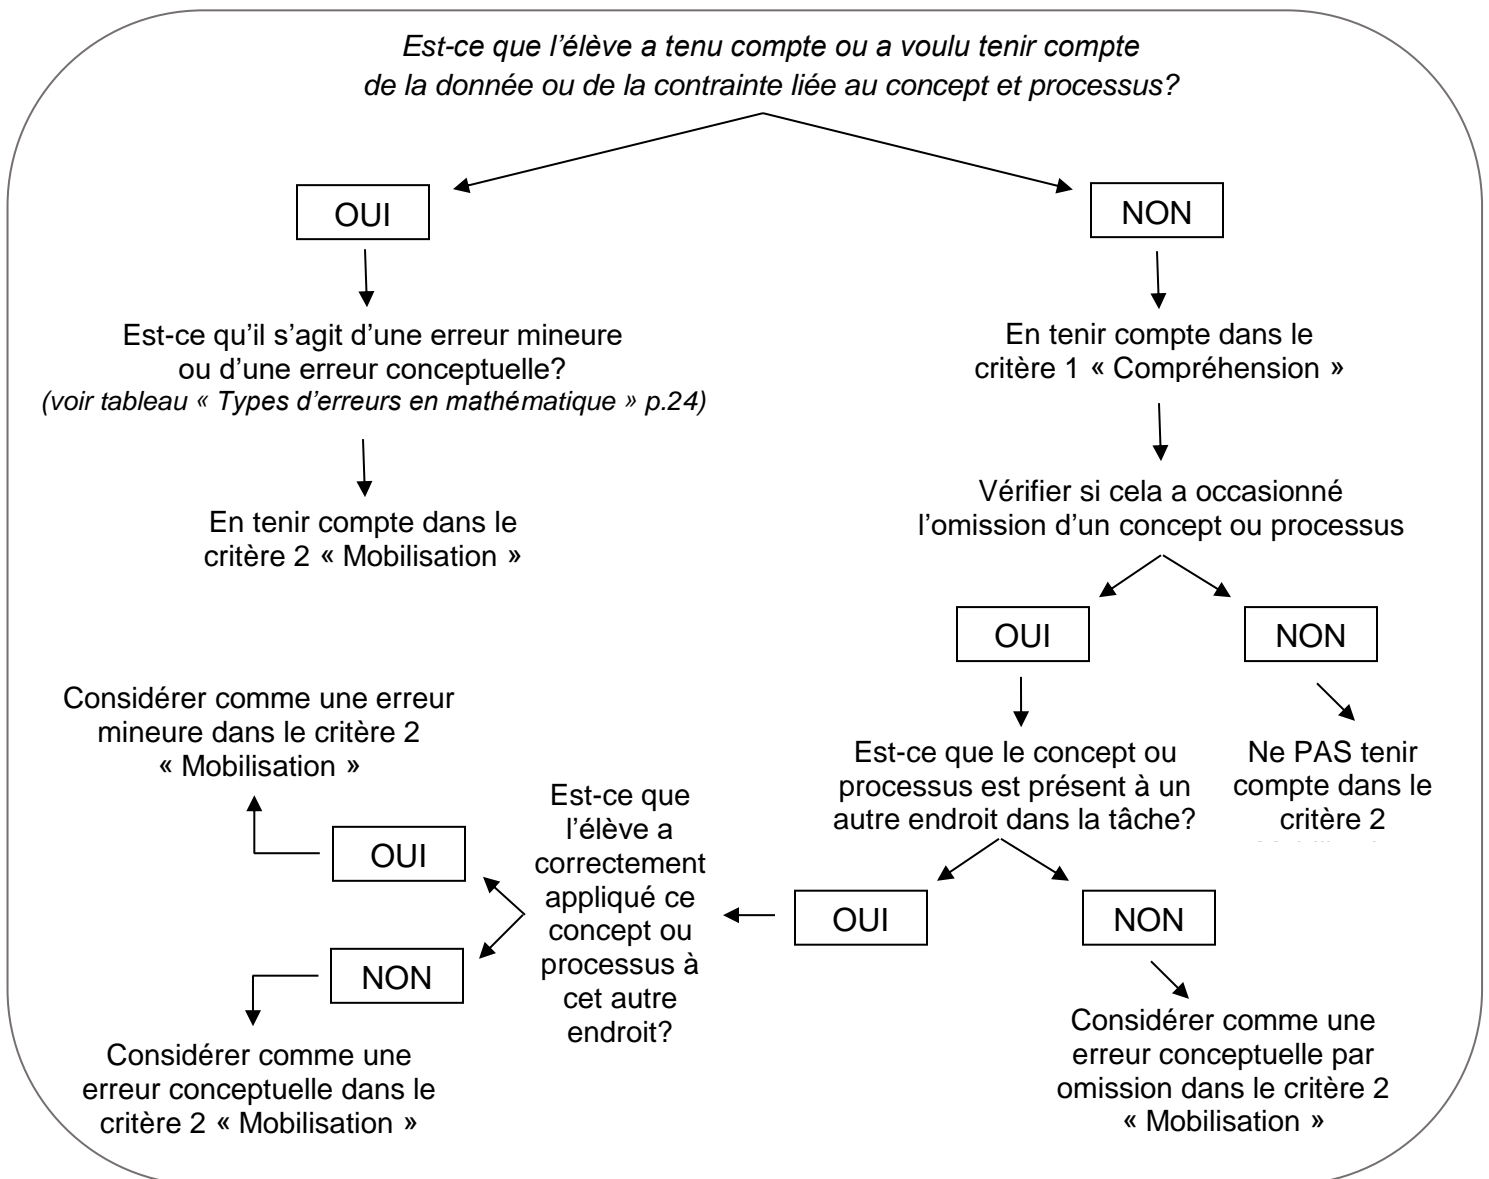 Est-ce que l'élève a tenu compte ou a voulu tenir compte
de la donnée ou de la contrainte liée au concept et processus?
OUI
NON
Est-ce qu'il s'agit d'une erreur mineure
ou d'une erreur conceptuelle?
(voir tableau « Types d'erreurs en mathématique » p.24)
En tenir compte dans le
critère 2 « Mobilisation »
En tenir compte dans le
critère 1 « Compréhension »
Vérifier si cela a occasionné
l'omission d'un concept ou processus
OUI
NON
Est-ce que le concept ou
processus est présent à un
autre endroit dans la tâche?
Ne PAS tenir
compte dans le
critère 2
OUI
NON
Considérer comme une
erreur conceptuelle par
omission dans le critère 2
« Mobilisation »
Est-ce que
l'élève a
correctement
appliqué ce
concept ou
processus à
cet autre
endroit?
OUI
NON
Considérer comme une erreur
mineure dans le critère 2
« Mobilisation »
Considérer comme une
erreur conceptuelle dans le
critère 2 « Mobilisation »